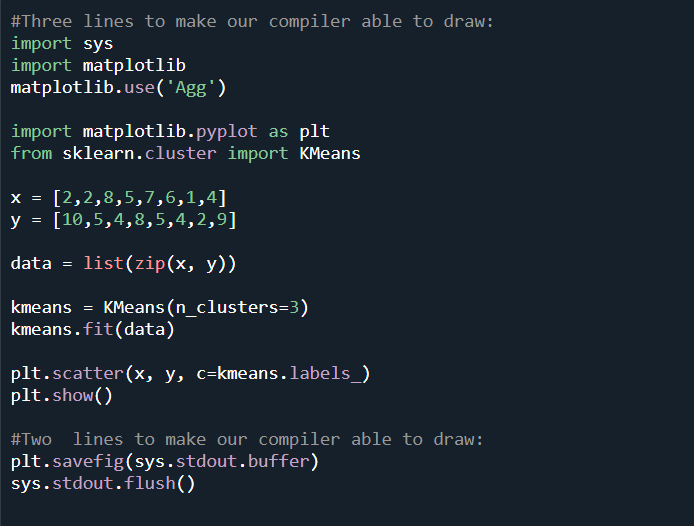 #Three lines to make our compiler able to draw:
import sys
import matplotlib
matplotlib.use('Agg')
import matplotlib.pyplot as plt
from sklearn.cluster import KMeans
x = [2,2,8,5,7,6,1,4]
y = [10,5,4,8,5,4,2,9]
data = list(zip(x, y))
kmeans = KMeans(n_clusters=3)
kmeans.fit(data)
plt.scatter(x, y, c=kmeans.labels_)
plt.show()
#Two  lines to make our compiler able to draw:
plt.savefig(sys.stdout.buffer)
sys.stdout.flush()